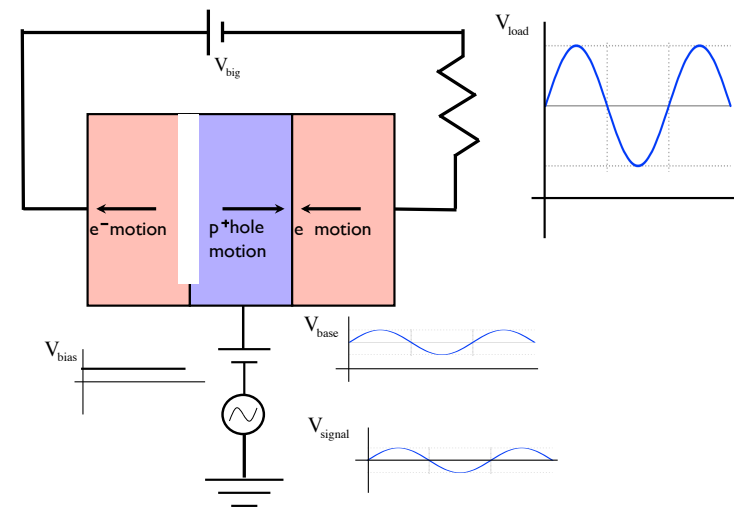 V_load
V_big
e⁻motion
p⁺hole
motion
e motion
V_base
V_bias
V_signal